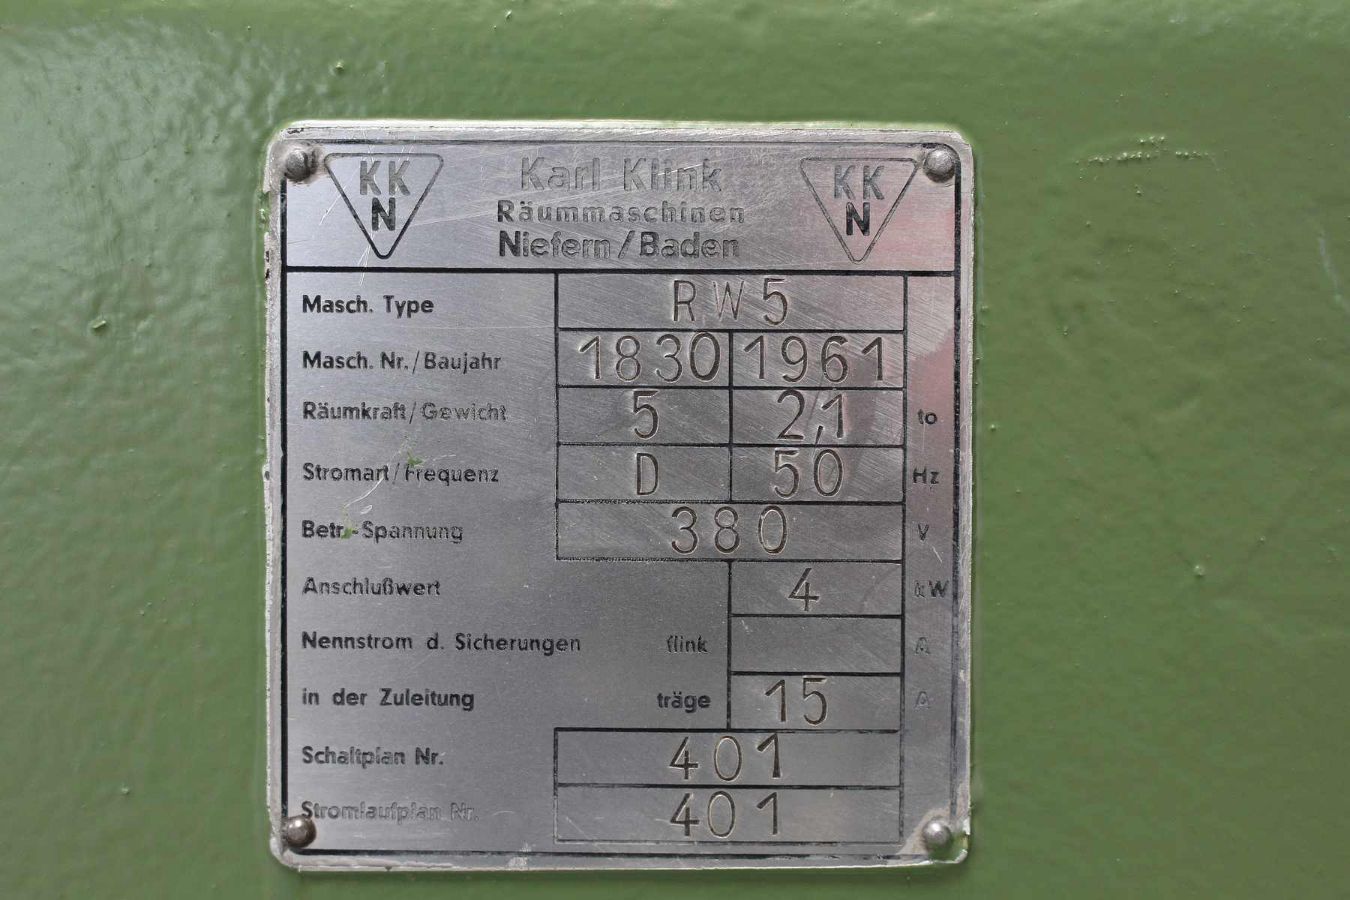 KK Karl Klink KK
N Räummaschinen N
Niefern/Baden
Masch. Type RW5
Masch. Nr./Baujahr 1830 1961
Räumkraft/Gewicht 5 2,1 to
Stromart/Frequenz D 50 Hz
Betr.-Spannung 380 V
Anschlußwert 4 kW
Nennstrom d. Sicherungen flink A
in der Zuleitung träge 15 A
Schaltplan Nr. 401
Stromlaufplan Nr. 401